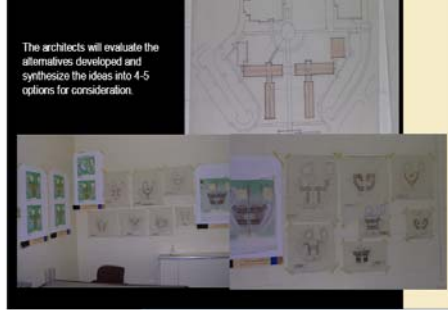 The architects will evaluate the
alternatives developed and
synthesize the ideas into 4-5
options for consideration.